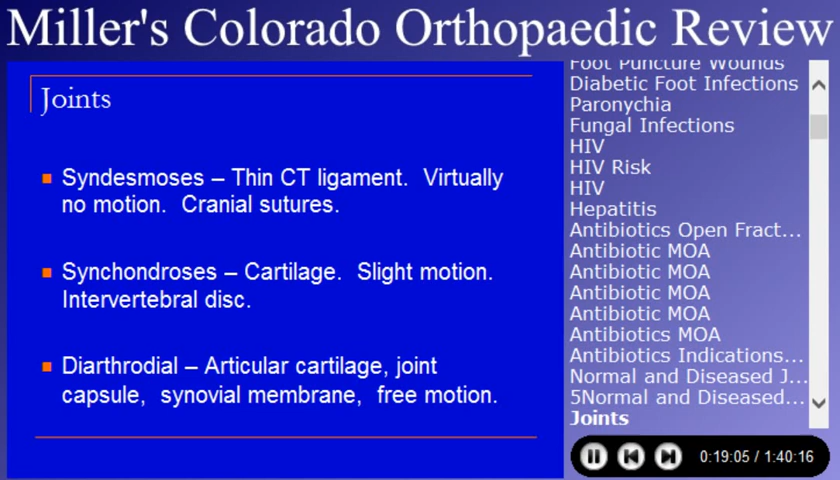 Miller's Colorado Orthopaedic Review
Joints
Syndesmoses – Thin CT ligament. Virtually
no motion. Cranial sutures.
Synchondroses – Cartilage. Slight motion.
Intervertebral disc.
Diarthrodial – Articular cartilage, joint
capsule, synovial membrane, free motion.
Foot Puncture Wounds
Diabetic Foot Infections
Paronychia
Fungal Infections
HIV
HIV Risk
HIV
Hepatitis
Antibiotics Open Fract...
Antibiotic MOA
Antibiotic MOA
Antibiotic MOA
Antibiotic MOA
Antibiotics MOA
Antibiotics Indications...
Normal and Diseased J...
5Normal and Diseased...
Joints
0:19:05 / 1:40:16